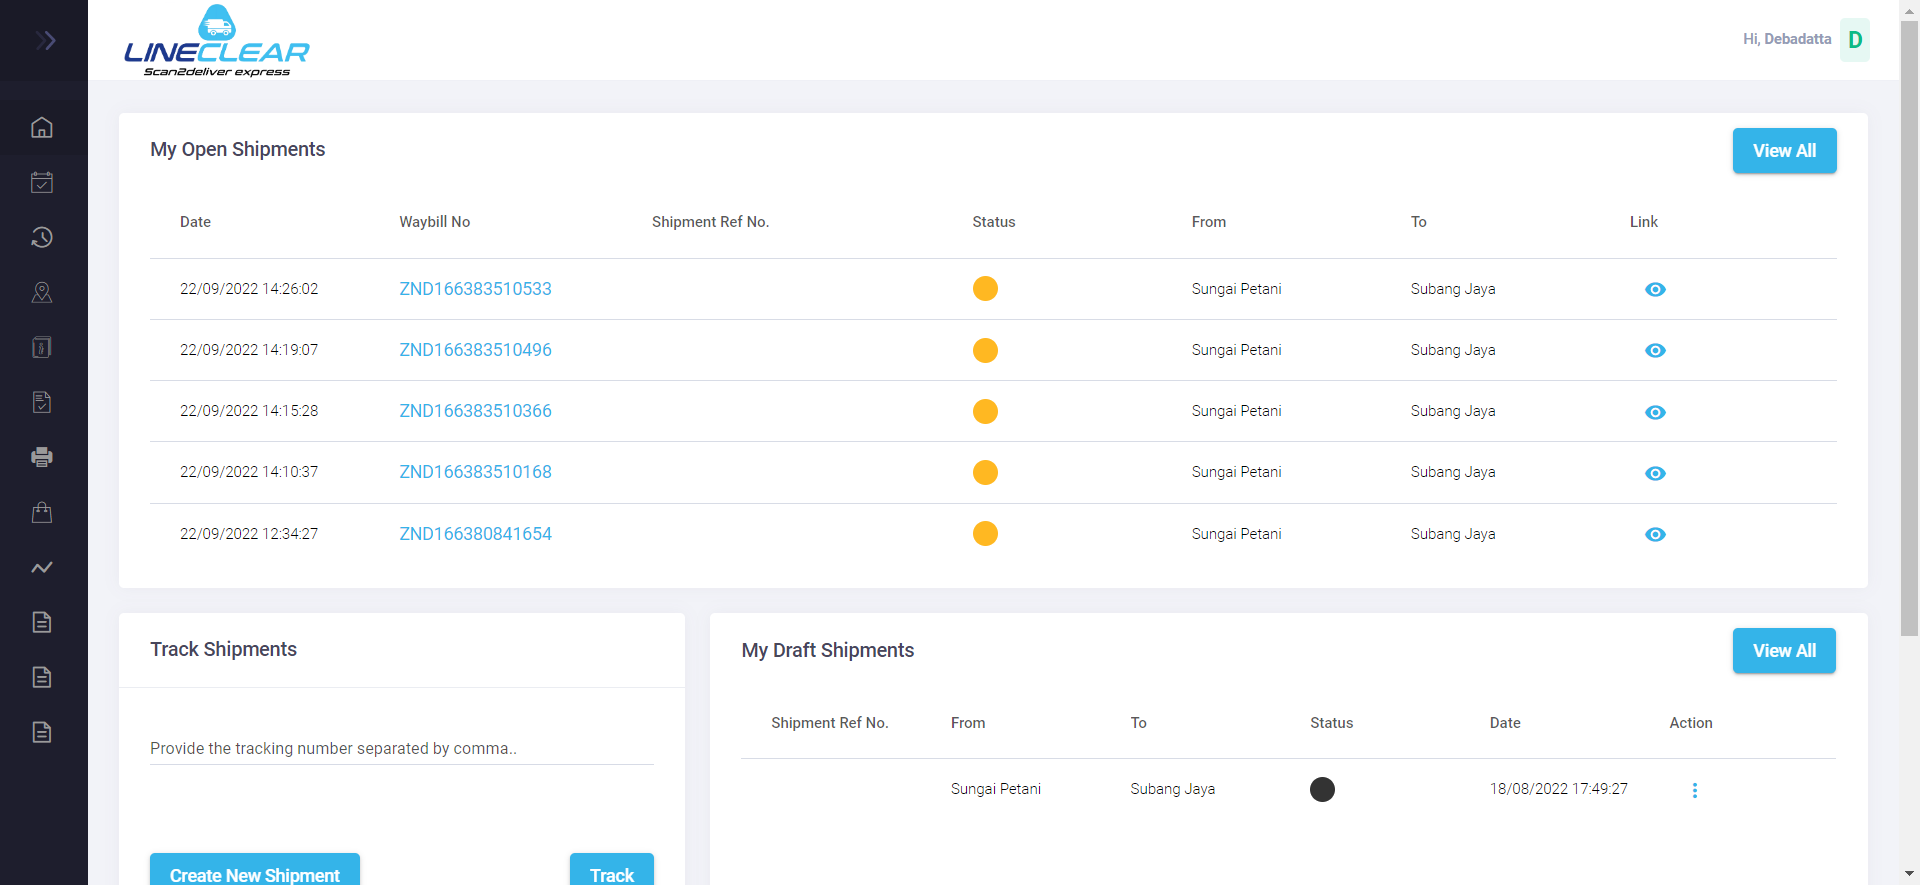 LINECLEAR
Scan2deliver express
Hi, Debadatta D
My Open Shipments View All
Date Waybill No Shipment Ref No. Status From To Link
22/09/2022 14:26:02 ZND166383510533 Sungai Petani Subang Jaya
22/09/2022 14:19:07 ZND166383510496 Sungai Petani Subang Jaya
22/09/2022 14:15:28 ZND166383510366 Sungai Petani Subang Jaya
22/09/2022 14:10:37 ZND166383510168 Sungai Petani Subang Jaya
22/09/2022 12:34:27 ZND166380841654 Sungai Petani Subang Jaya
Track Shipments
Provide the tracking number separated by comma..
Create New Shipment Track
My Draft Shipments View All
Shipment Ref No. From To Status Date Action
Sungai Petani Subang Jaya 18/08/2022 17:49:27